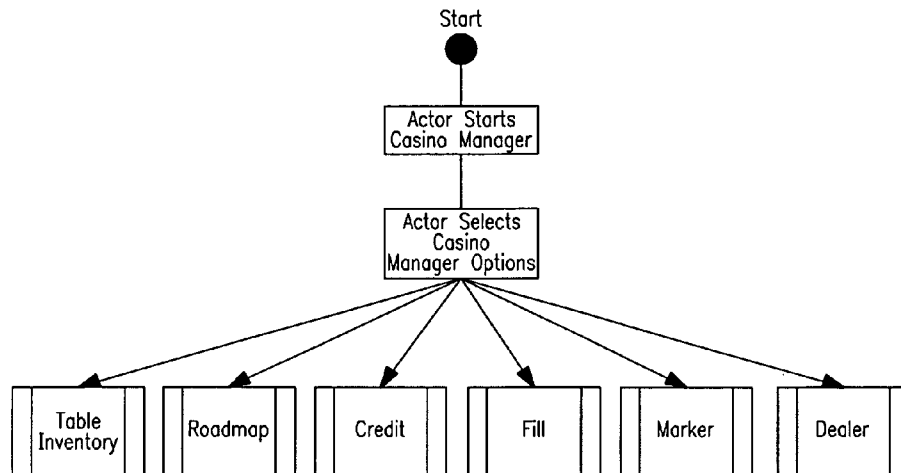 Start
Actor Starts
Casino Manager
Actor Selects
Casino
Manager Options
Table
Inventory
Roadmap
Credit
Fill
Marker
Dealer